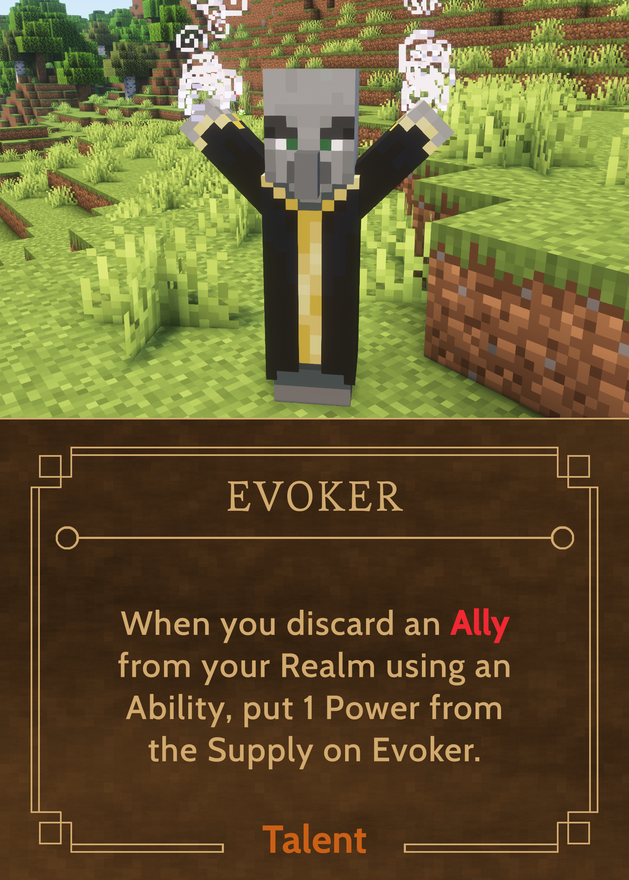 EVOKER
When you discard an Ally
from your Realm using an
Ability, put 1 Power from
the Supply on Evoker.
Talent